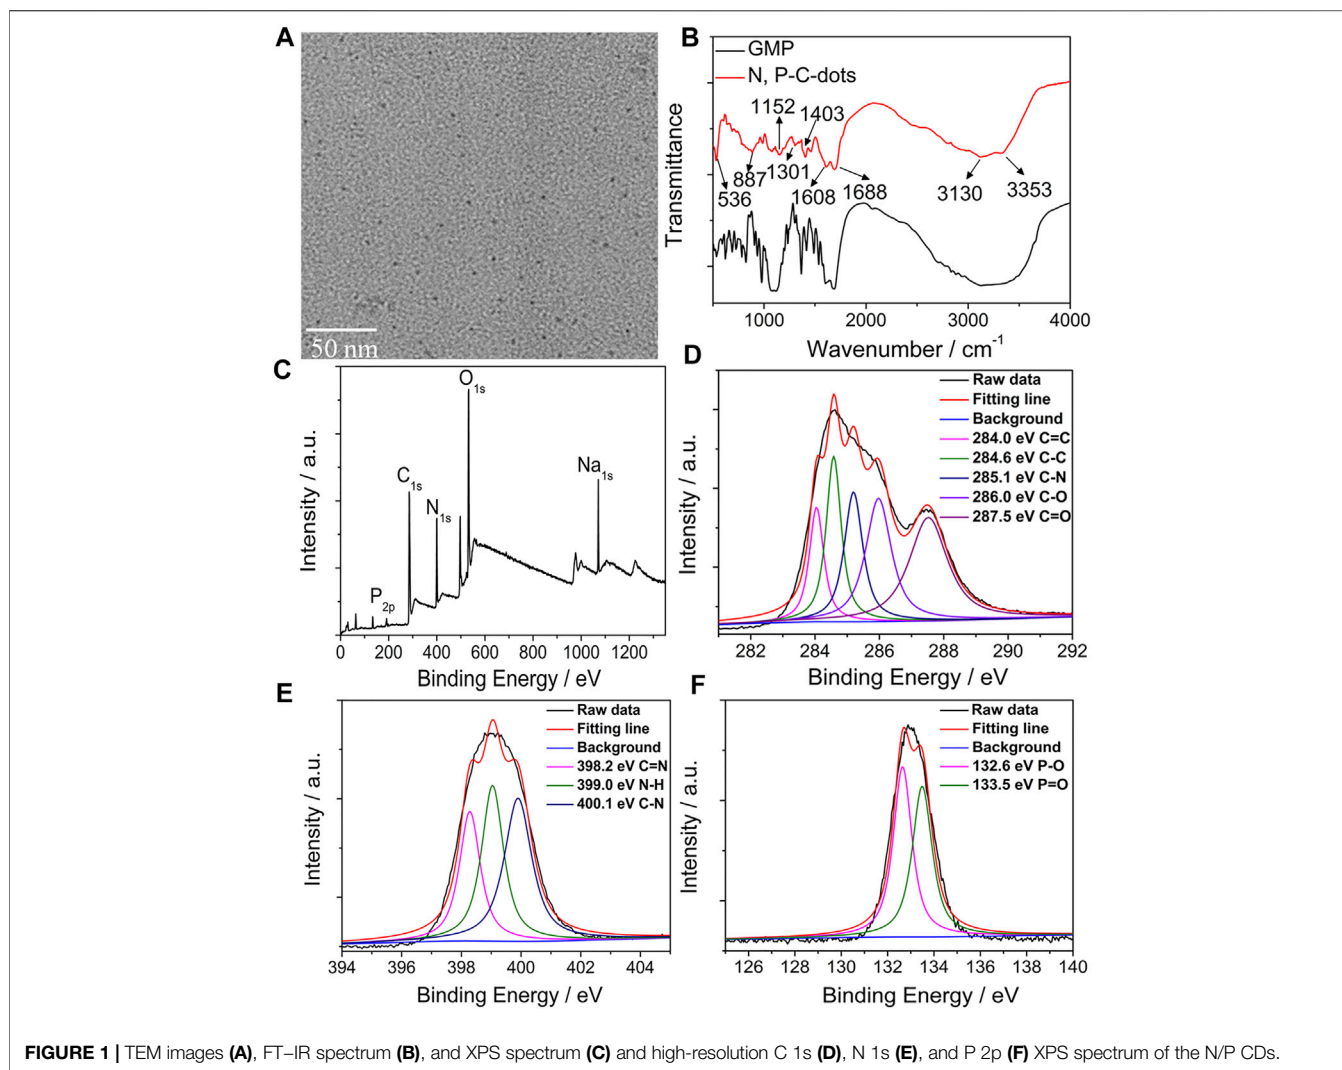 A
50 nm
B
GMP
N, P-C-dots
1152
1403
887
1301
536
1608
1688
3130
3353
Transmittance
1000 2000 3000 4000
Wavenumber / cm-1
C
O1s
C1s
N1s
Na1s
P2p
Intensity / a.u.
0 200 400 600 800 1000 1200
Binding Energy / eV
D
Raw data
Fitting line
Background
284.0 eV C=C
284.6 eV C-C
285.1 eV C-N
286.0 eV C-O
287.5 eV C=O
Intensity / a.u.
282 284 286 288 290 292
Binding Energy / eV
E
Raw data
Fitting line
Background
398.2 eV C=N
399.0 eV N-H
400.1 eV C-N
Intensity / a.u.
394 396 398 400 402 404
Binding Energy / eV
F
Raw data
Fitting line
Background
132.6 eV P-O
133.5 eV P=O
Intensity / a.u.
126 128 130 132 134 136 138 140
Binding Energy / eV
FIGURE 1 | TEM images (A), FT–IR spectrum (B), and XPS spectrum (C) and high-resolution C 1s (D), N 1s (E), and P 2p (F) XPS spectrum of the N/P CDs.